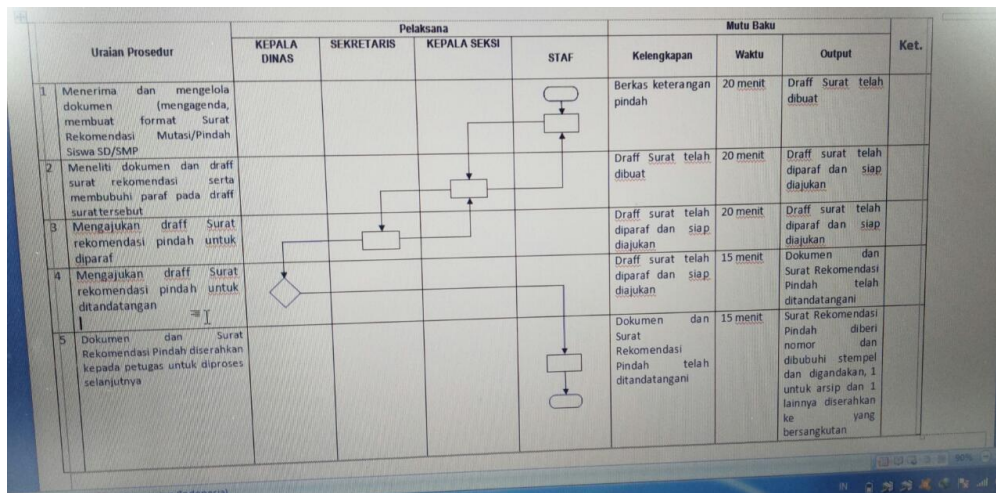 Uraian Prosedur
Pelaksana
Mutu Baku
Ket.
KEPALA
DINAS
SEKRETARIS
KEPALA SEKSI
STAF
Kelengkapan
Waktu
Output
1 Menerima dan mengelola
dokumen (mengagenda,
membuat format Surat
Rekomendasi Mutasi/Pindah
Siswa SD/SMP
Berkas keterangan
pindah
20 menit
Draff Surat telah
dibuat
2 Meneliti dokumen dan draff
surat rekomendasi serta
membubuhi paraf pada draff
surat tersebut
Draff Surat telah
dibuat
20 menit
Draff surat telah
diparaf dan siap
diajukan
3 Mengajukan draff Surat
rekomendasi pindah untuk
diparaf
Draff surat telah
diparaf dan siap
diajukan
20 menit
Draff surat telah
diparaf dan siap
diajukan
4 Mengajukan draff Surat
rekomendasi pindah untuk
ditandatangan
Draff surat telah
diparaf dan siap
diajukan
15 menit
Dokumen dan
Surat Rekomendasi
Pindah telah
ditandatangani
5 Dokumen dan Surat
Rekomendasi Pindah diserahkan
kepada petugas untuk diproses
selanjutnya
Dokumen dan
Surat
Rekomendasi
Pindah telah
ditandatangani
15 menit
Surat Rekomendasi
Pindah diberi
nomor dan
dibubuhi stempel
dan digandakan, 1
untuk arsip dan 1
lainnya diserahkan
ke yang
bersangkutan
90%
IN